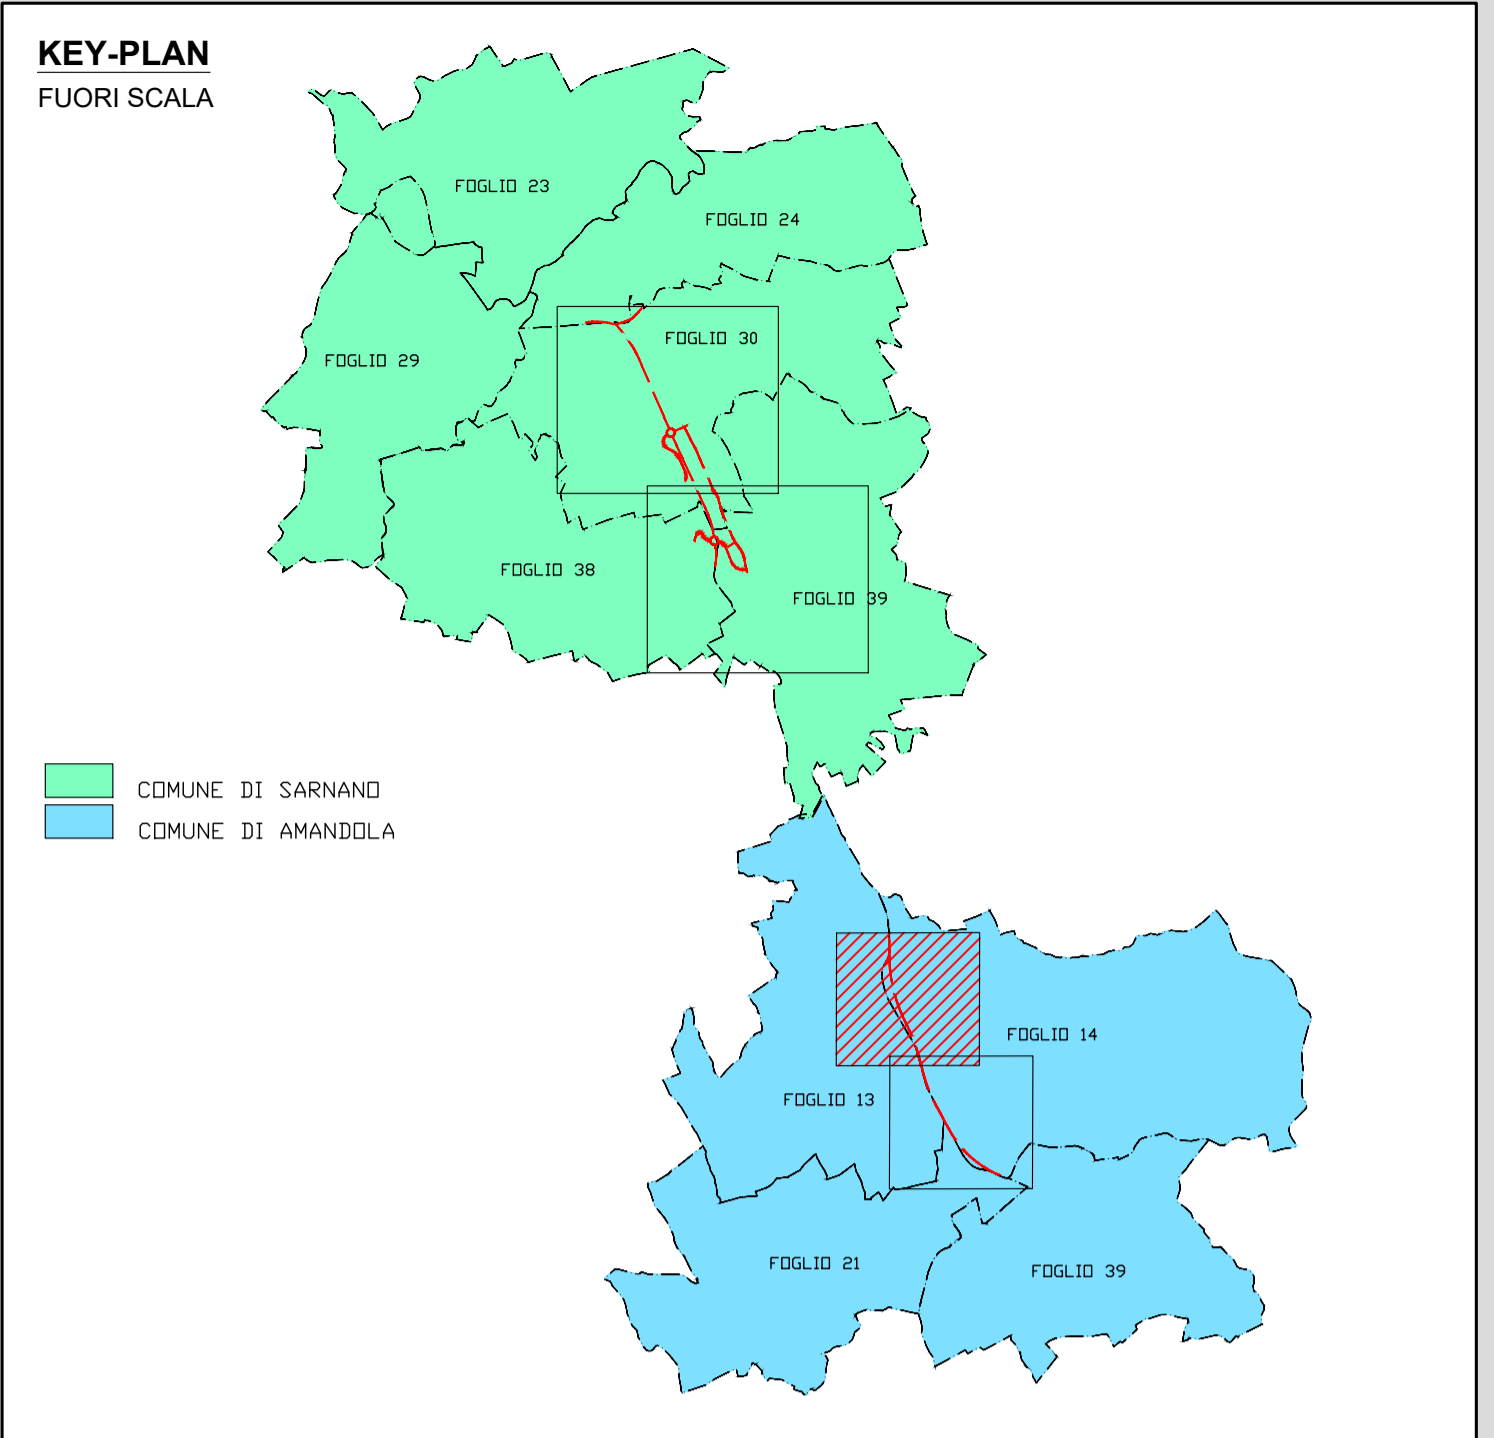 KEY-PLAN
FUORI SCALA
FOGLIO 23
FOGLIO 24
FOGLIO 30
FOGLIO 29
FOGLIO 38
FOGLIO 39
COMUNE DI SARNANO
COMUNE DI AMANDOLA
FOGLIO 14
FOGLIO 13
FOGLIO 21
FOGLIO 39